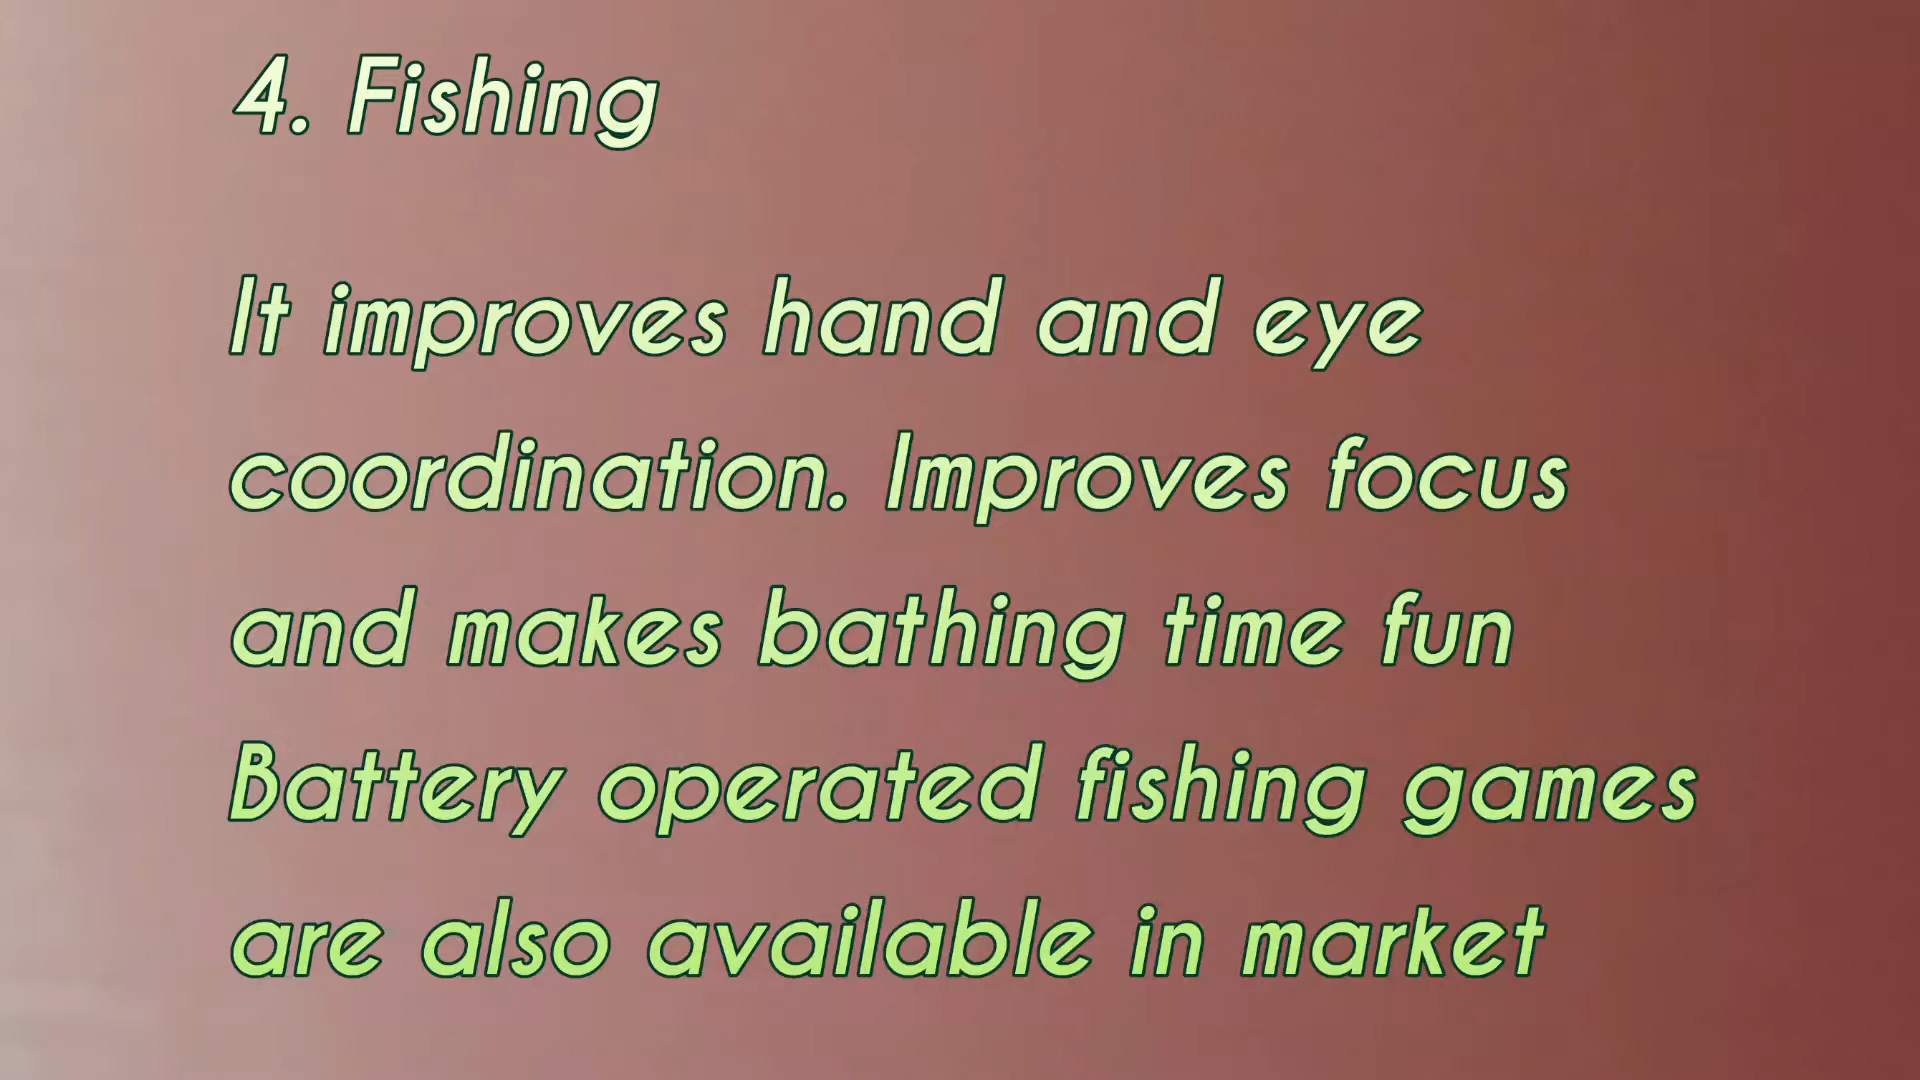 4. Fishing
It improves hand and eye
coordination. Improves focus
and makes bathing time fun
Battery operated fishing games
are also available in market